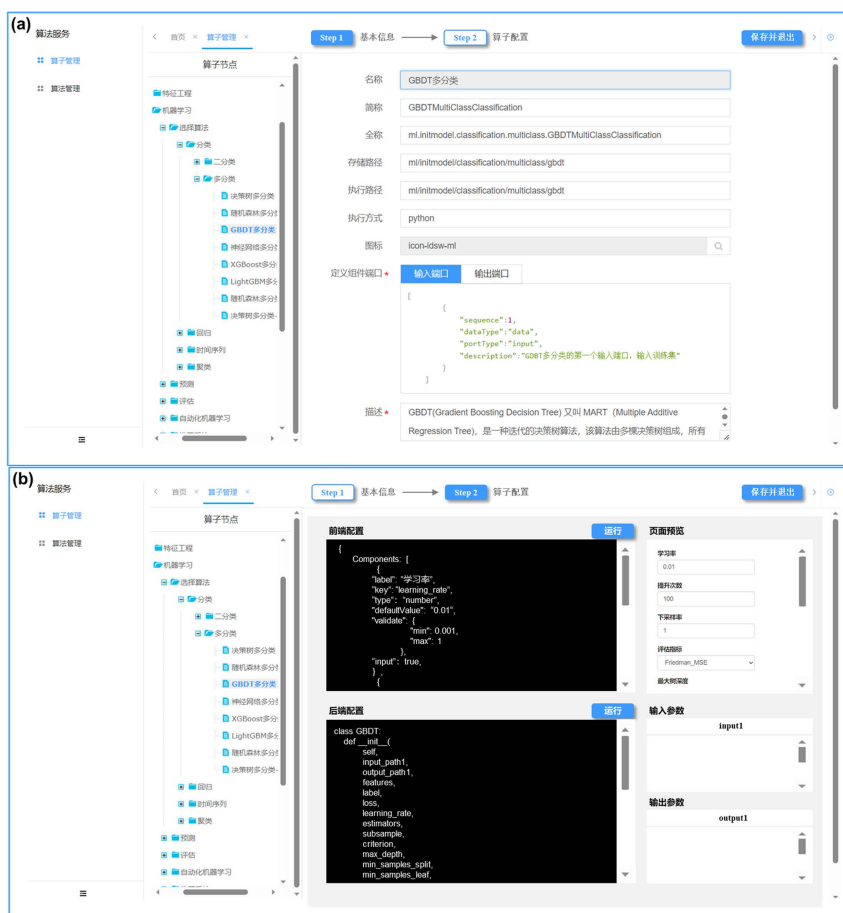 (a)
算法服务
算子管理
算法管理
首页 × 算子管理 ×
算子节点
特征工程
机器学习
选择算法
分类
二分类
多分类
决策树多分类
随机森林多分类
GBDT多分类
神经网络多分类
XGBoost多分
LightGBM多分
随机森林多分类
决策树多分类-
回归
时间序列
聚类
预测
评估
自动化机器学习
Step 1 基本信息 Step 2 算子配置
保存并退出
名称 GBDT多分类
简称 GBDTMultiClassClassification
全称 ml.initmodel.classification.multiclass.GBDTMultiClassClassification
存储路径 ml/initmodel/classification/multiclass/gbdt
执行路径 ml/initmodel/classification/multiclass/gbdt
执行方式 python
图标 icon-idsw-ml
定义组件端口* 输入端口 输出端口
[
{
"sequence":1,
"dataType":"data",
"portType":"input",
"description":"GDBT多分类的第一个输入端口，输入训练集"
}
]
描述* GBDT(Gradient Boosting Decision Tree) 又叫 MART（Multiple Additive
Regression Tree)，是一种迭代的决策树算法，该算法由多棵决策树组成，所有
(b)
算法服务
算子管理
算法管理
首页 × 算子管理 ×
算子节点
特征工程
机器学习
选择算法
分类
二分类
多分类
决策树多分类
随机森林多分类
GBDT多分类
神经网络多分类
XGBoost多分
LightGBM多分
随机森林多分类
决策树多分类-
回归
时间序列
聚类
预测
评估
自动化机器学习
Step 1 基本信息 Step 2 算子配置
保存并退出
前端配置 运行
{
Components: [
{
"label": "学习率",
"key": "learning_rate",
"type": "number",
"defaultValue": "0.01",
"validate": {
"min": 0.001,
"max": 1
},
"input": true,
} ,
{
页面预览
学习率
0.01
提升次数
100
下采样率
1
评估指标
Friedman_MSE
最大树深度
后端配置 运行
class GBDT:
def __init__(
self,
input_path1,
output_path1,
features,
label,
loss,
learning_rate,
estimators,
subsample,
criterion,
max_depth,
min_samples_split,
min_samples_leaf,
输入参数
input1
输出参数
output1